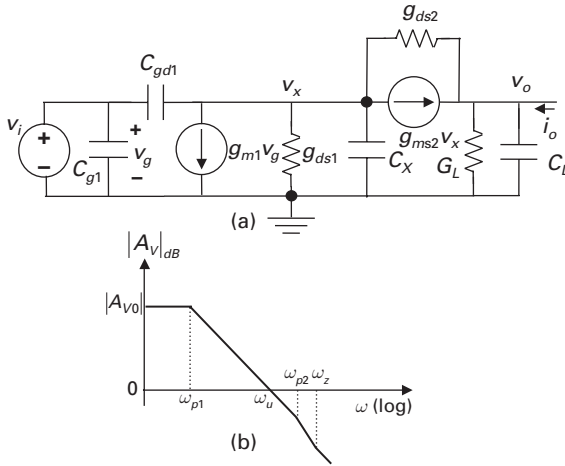 g_ds2
C_gd1
v_x
v_o
v_i
+
−
C_g1
+
v_g
−
g_m1v_g
g_ds1
C_X
g_ms2v_x
G_L
i_o
C_L
(a)
|A_V|_dB
|A_V0|
0
ω_p1
ω_u
ω_p2
ω_z
ω (log)
(b)